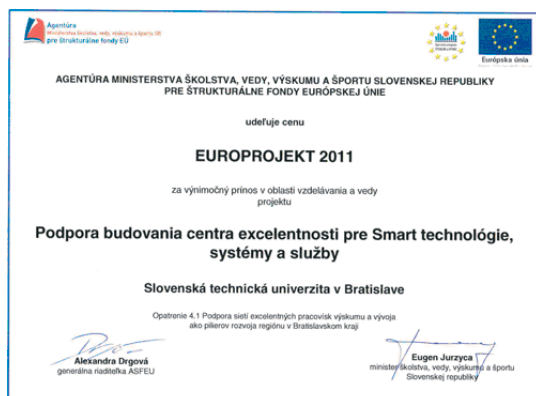 Agentúra
Ministerstva školstva, vedy, výskumu a športu SR
pre štrukturálne fondy EÚ
Európska únia
AGENTÚRA MINISTERSTVA ŠKOLSTVA, VEDY, VÝSKUMU A ŠPORTU SLOVENSKEJ REPUBLIKY
PRE ŠTRUKTURÁLNE FONDY EURÓPSKEJ ÚNIE
udeľuje cenu
EUROPROJEKT 2011
za výnimočný prínos v oblasti vzdelávania a vedy
projektu
Podpora budovania centra excelentnosti pre Smart technológie,
systémy a služby
Slovenská technická univerzita v Bratislave
Opatrenie 4.1 Podpora sietí excelentných pracovísk výskumu a vývoja
ako pilierov rozvoja regiónu v Bratislavskom kraji
Alexandra Drgová
generálna riaditeľka ASFEU
Eugen Jurzyca
minister školstva, vedy, výskumu a športu
Slovenskej republiky